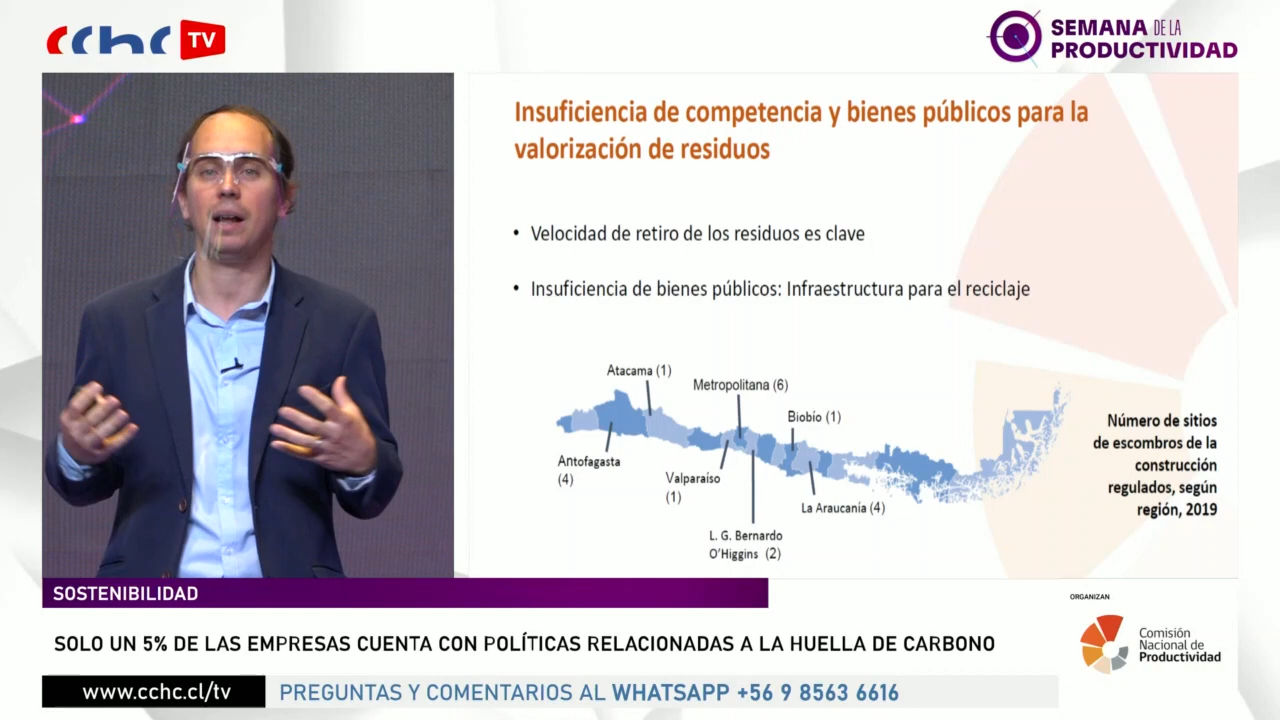 cchc TV
SEMANA DE LA
PRODUCTIVIDAD
Insuficiencia de competencia y bienes públicos para la
valorización de residuos
• Velocidad de retiro de los residuos es clave
• Insuficiencia de bienes públicos: Infraestructura para el reciclaje
Atacama (1)
Metropolitana (6)
Biobío (1)
Antofagasta
(4)
Valparaíso
(1)
La Araucanía (4)
L. G. Bernardo
O'Higgins (2)
Número de sitios
de escombros de la
construcción
regulados, según
región, 2019
SOSTENIBILIDAD
SOLO UN 5% DE LAS EMPRESAS CUENTA CON POLÍTICAS RELACIONADAS A LA HUELLA DE CARBONO
www.cchc.cl/tv
PREGUNTAS Y COMENTARIOS AL WHATSAPP +56 9 8563 6616
ORGANIZAN
Comisión
Nacional de
Productividad